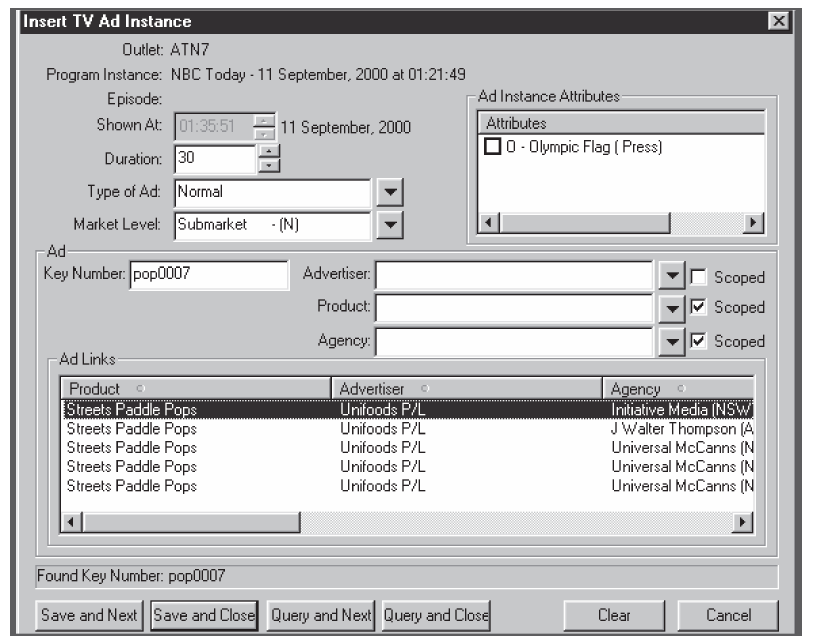 Insert TV Ad Instance
Outlet: ATN7
Program Instance: NBC Today - 11 September, 2000 at 01:21:49
Episode:
Shown At: 01:35:51 11 September, 2000
Duration: 30
Type of Ad: Normal
Market Level: Submarket - (N)
Ad Instance Attributes
Attributes
O - Olympic Flag ( Press)
Ad
Key Number: pop0007
Advertiser: Scoped
Product: Scoped
Agency: Scoped
Ad Links
Product Advertiser Agency
Streets Paddle Pops Unifoods P/L Initiative Media (NSW)
Streets Paddle Pops Unifoods P/L J Walter Thompson (A
Streets Paddle Pops Unifoods P/L Universal McCanns (N
Streets Paddle Pops Unifoods P/L Universal McCanns (N
Streets Paddle Pops Unifoods P/L Universal McCanns (N
Found Key Number: pop0007
Save and Next Save and Close Query and Next Query and Close Clear Cancel